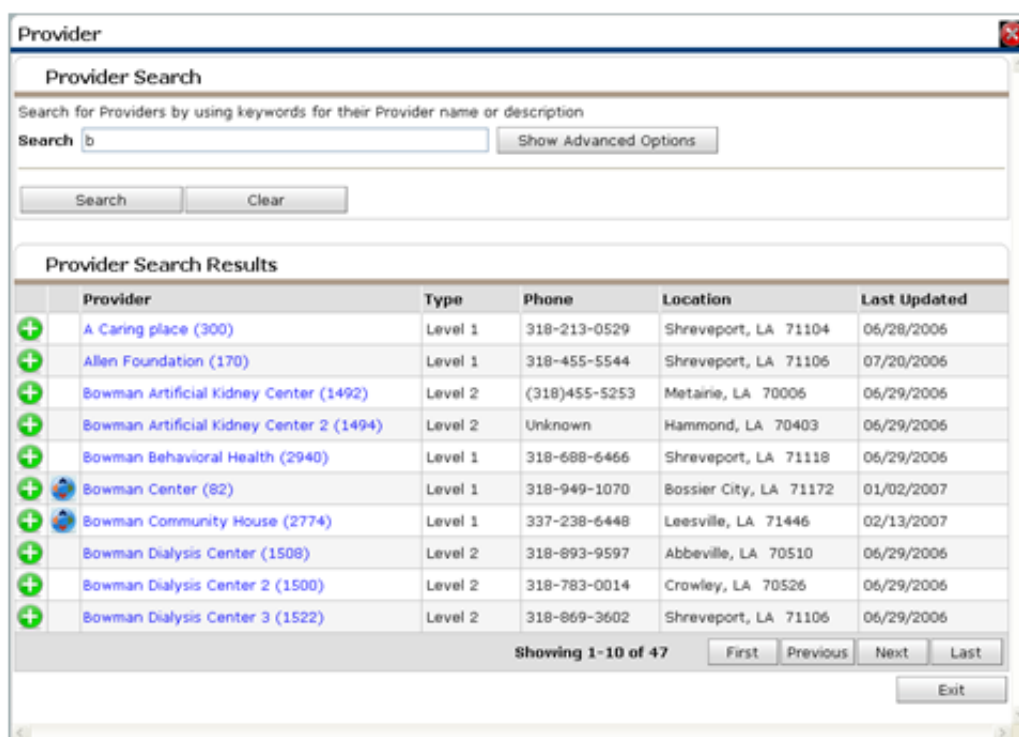 Provider
Provider Search
Search for Providers by using keywords for their Provider name or description
Search b Show Advanced Options
Search Clear
Provider Search Results
Provider Type Phone Location Last Updated
A Caring place (300) Level 1 318-213-0529 Shreveport, LA 71104 06/28/2006
Allen Foundation (170) Level 1 318-455-5544 Shreveport, LA 71106 07/20/2006
Bowman Artificial Kidney Center (1492) Level 2 (318)455-5253 Metairie, LA 70006 06/29/2006
Bowman Artificial Kidney Center 2 (1494) Level 2 Unknown Hammond, LA 70403 06/29/2006
Bowman Behavioral Health (2940) Level 1 318-688-6466 Shreveport, LA 71118 06/29/2006
Bowman Center (82) Level 1 318-949-1070 Bossier City, LA 71172 01/02/2007
Bowman Community House (2774) Level 1 337-238-6448 Leesville, LA 71446 02/13/2007
Bowman Dialysis Center (1508) Level 2 318-893-9597 Abbeville, LA 70510 06/29/2006
Bowman Dialysis Center 2 (1500) Level 2 318-783-0014 Crowley, LA 70526 06/29/2006
Bowman Dialysis Center 3 (1522) Level 2 318-869-3602 Shreveport, LA 71106 06/29/2006
Showing 1-10 of 47 First Previous Next Last
Exit